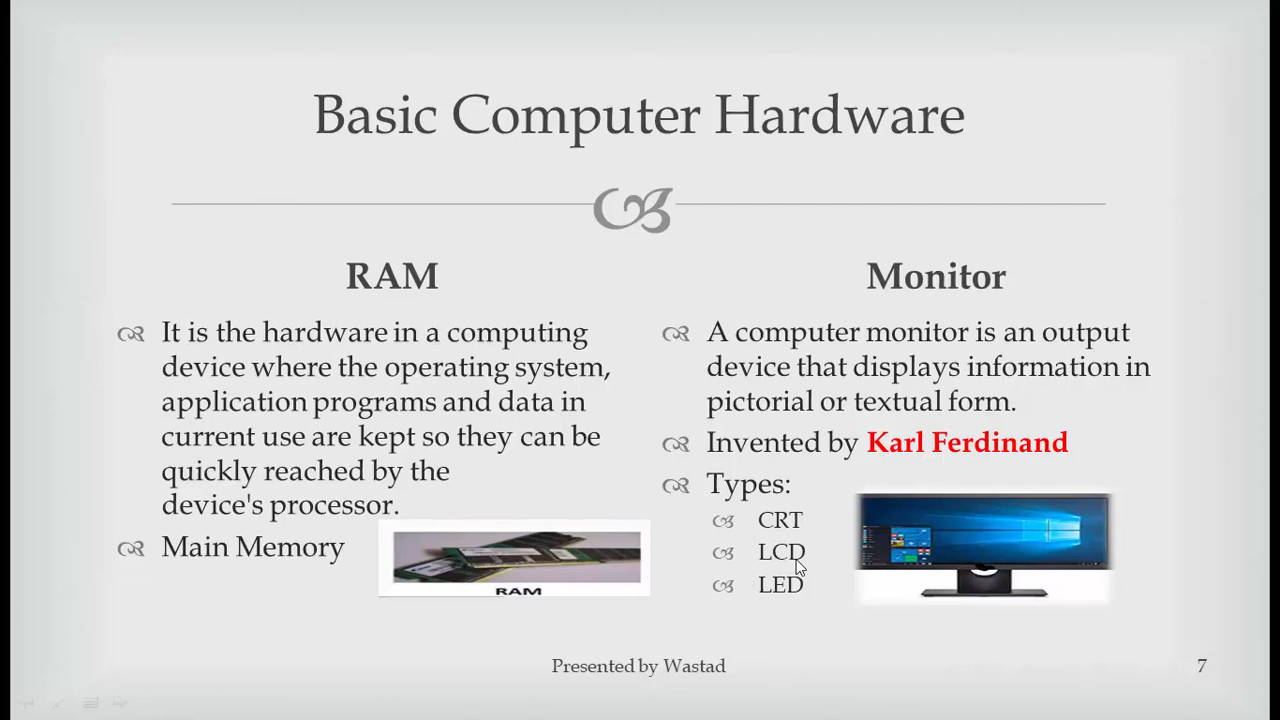 Basic Computer Hardware
RAM
It is the hardware in a computing
device where the operating system,
application programs and data in
current use are kept so they can be
quickly reached by the
device's processor.
Main Memory
RAM
Monitor
A computer monitor is an output
device that displays information in
pictorial or textual form.
Invented by Karl Ferdinand
Types:
CRT
LCD
LED
Presented by Wastad
7